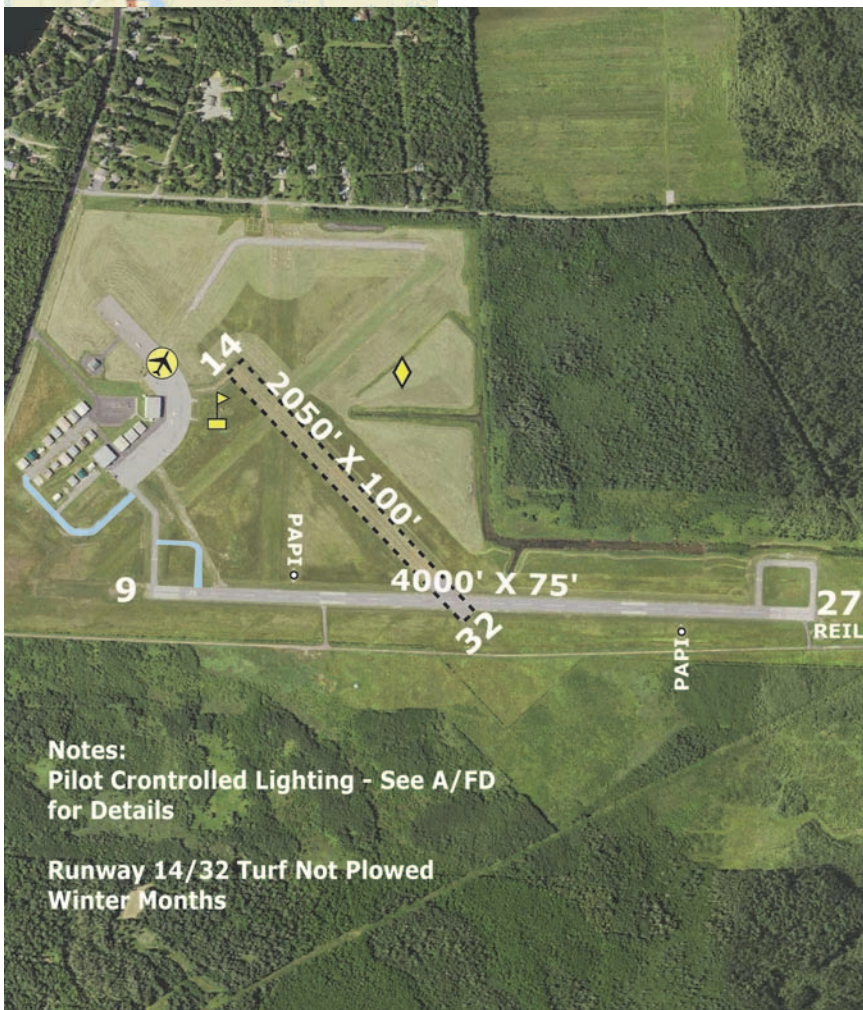 14
2050' X 100'
PAPI
4000' X 75'
9
27
REIL
32
PAPI
Notes:
Pilot Crontrolled Lighting - See A/FD
for Details
Runway 14/32 Turf Not Plowed
Winter Months